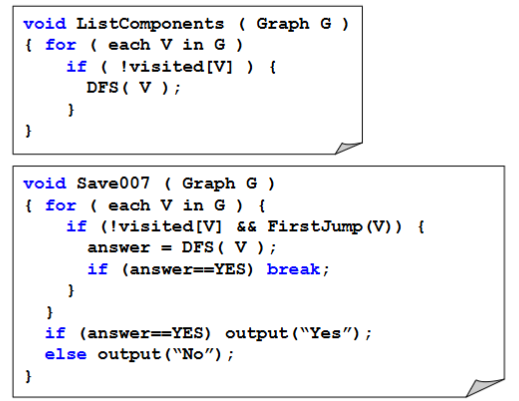 void ListComponents ( Graph G )
{ for ( each V in G )
if ( !visited[V] ) {
DFS( V );
}
}
void Save007 ( Graph G )
{ for ( each V in G ) {
if (!visited[V] && FirstJump(V)) {
answer = DFS( V );
if (answer==YES) break;
}
}
if (answer==YES) output(“Yes”);
else output(“No”);
}